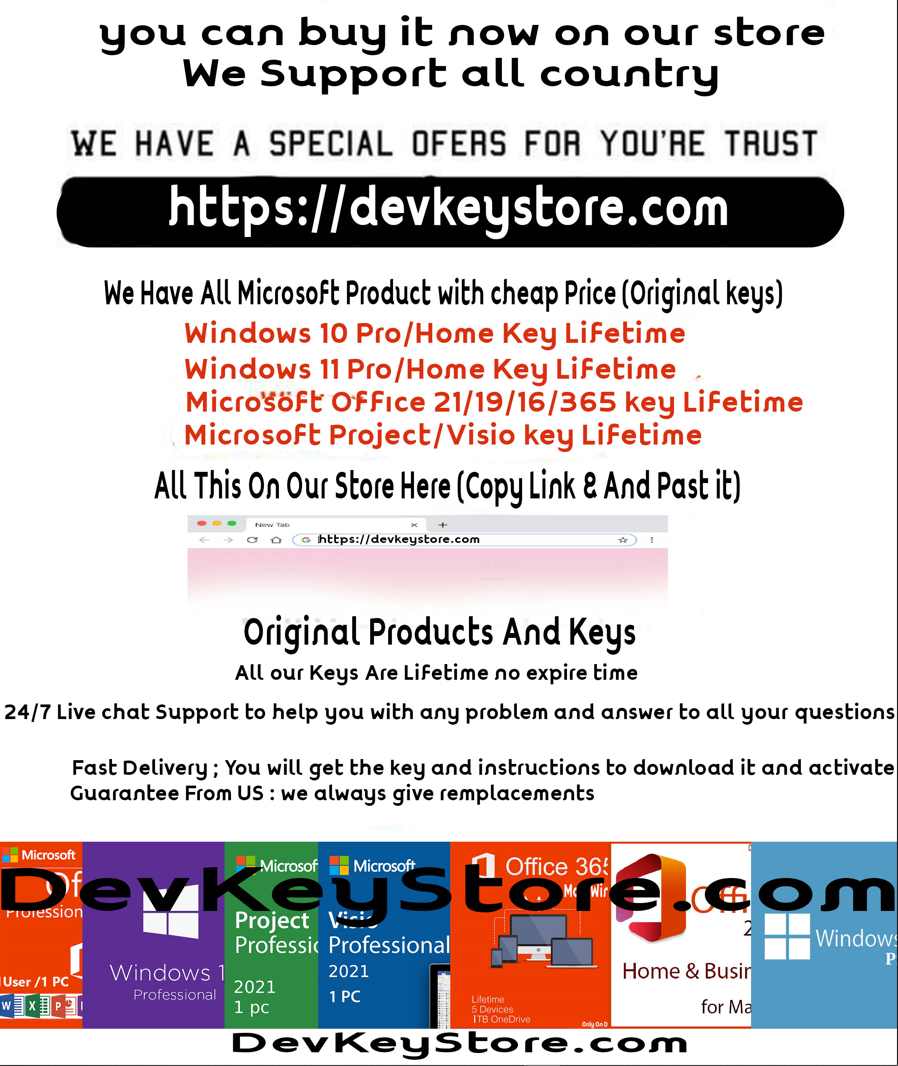 you can buy it now on our store
We Support all country
WE HAVE A SPECIAL OFERS FOR YOU'RE TRUST
https://devkeystore.com
We Have All Microsoft Product with cheap Price (Original keys)
Windows 10 Pro/Home Key Lifetime
Windows 11 Pro/Home Key Lifetime
Microsoft Office 21/19/16/365 key Lifetime
Microsoft Project/Visio key Lifetime
All This On Our Store Here (Copy Link & And Past it)
New Tab
https://devkeystore.com
Original Products And Keys
All our Keys Are Lifetime no expire time
24/7 Live chat Support to help you with any problem and answer to all your questions
Fast Delivery ; You will get the key and instructions to download it and activate
Guarantee From US : we always give remplacements
DevKeyStore.com
Microsoft
Of
Profession
1User /1 PC
Windows 1
Professional
Microsof
Project
Professic
2021
1 pc
Microsoft
Visio
Professional
2021
1 PC
Office 365
Mac Win
Lifetime
5 Devices
1TB OneDrive
Only On D
Offi
2
Home & Busin
for Ma
Windows
P
DevKeyStore.com